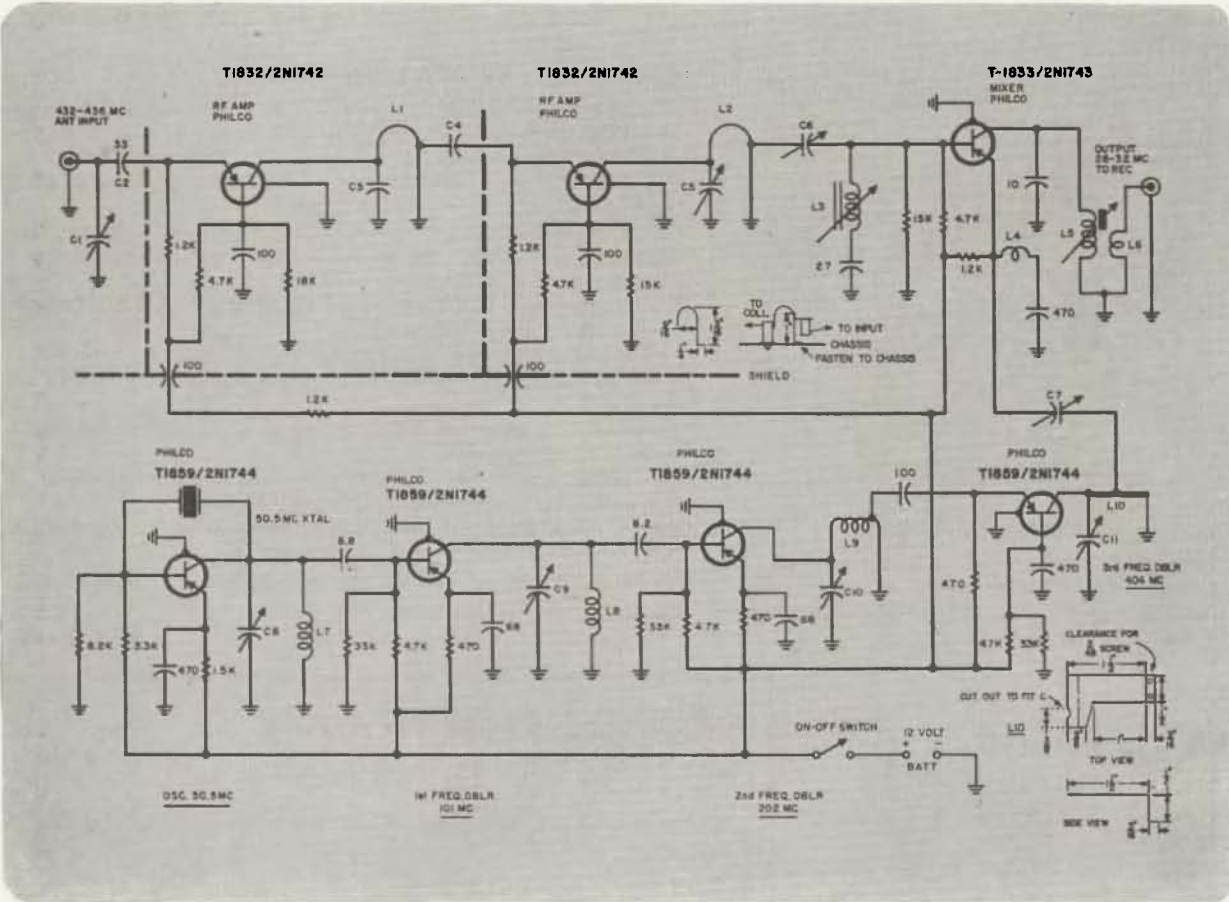 T1832/2N1742
T1832/2N1742
T-1833/2N1743
MIXER
PHILCO
432-436 MC
ANT INPUT
RF AMP
PHILCO
L1
RF AMP
PHILCO
L2
33
C2
C4
C6
OUTPUT
28-32 MC
TO REC
C1
C3
C5
L3
10
1.2K
100
4.7K
18K
1.2K
100
4.7K
15K
15K
4.7K
L4
L5
L6
1.2K
27
470
TO
COLL.
TO INPUT
CHASSIS
FASTEN TO CHASSIS
100
100
SHIELD
1.2K
C7
PHILCO
T1859/2N1744
PHILCO
T1859/2N1744
PHILCO
T1859/2N1744
PHILCO
T1859/2N1744
50.5 MC XTAL
6.8
8.2
100
L9
L10
C11
470
470
3rd FREQ. DBLR
404 MC
C8
L7
C9
L8
C10
8.2K
3.3K
470
1.5K
33K
4.7K
470
68
33K
4.7K
470
68
4.7K
33K
CLEARANCE FOR
SCREW
CUT OUT TO FIT C
L10
TOP VIEW
ON-OFF SWITCH
12 VOLT
+ -
BATT
OSC. 50.5MC
1st FREQ. DBLR
101 MC
2nd FREQ. DBLR
202 MC
SIDE VIEW